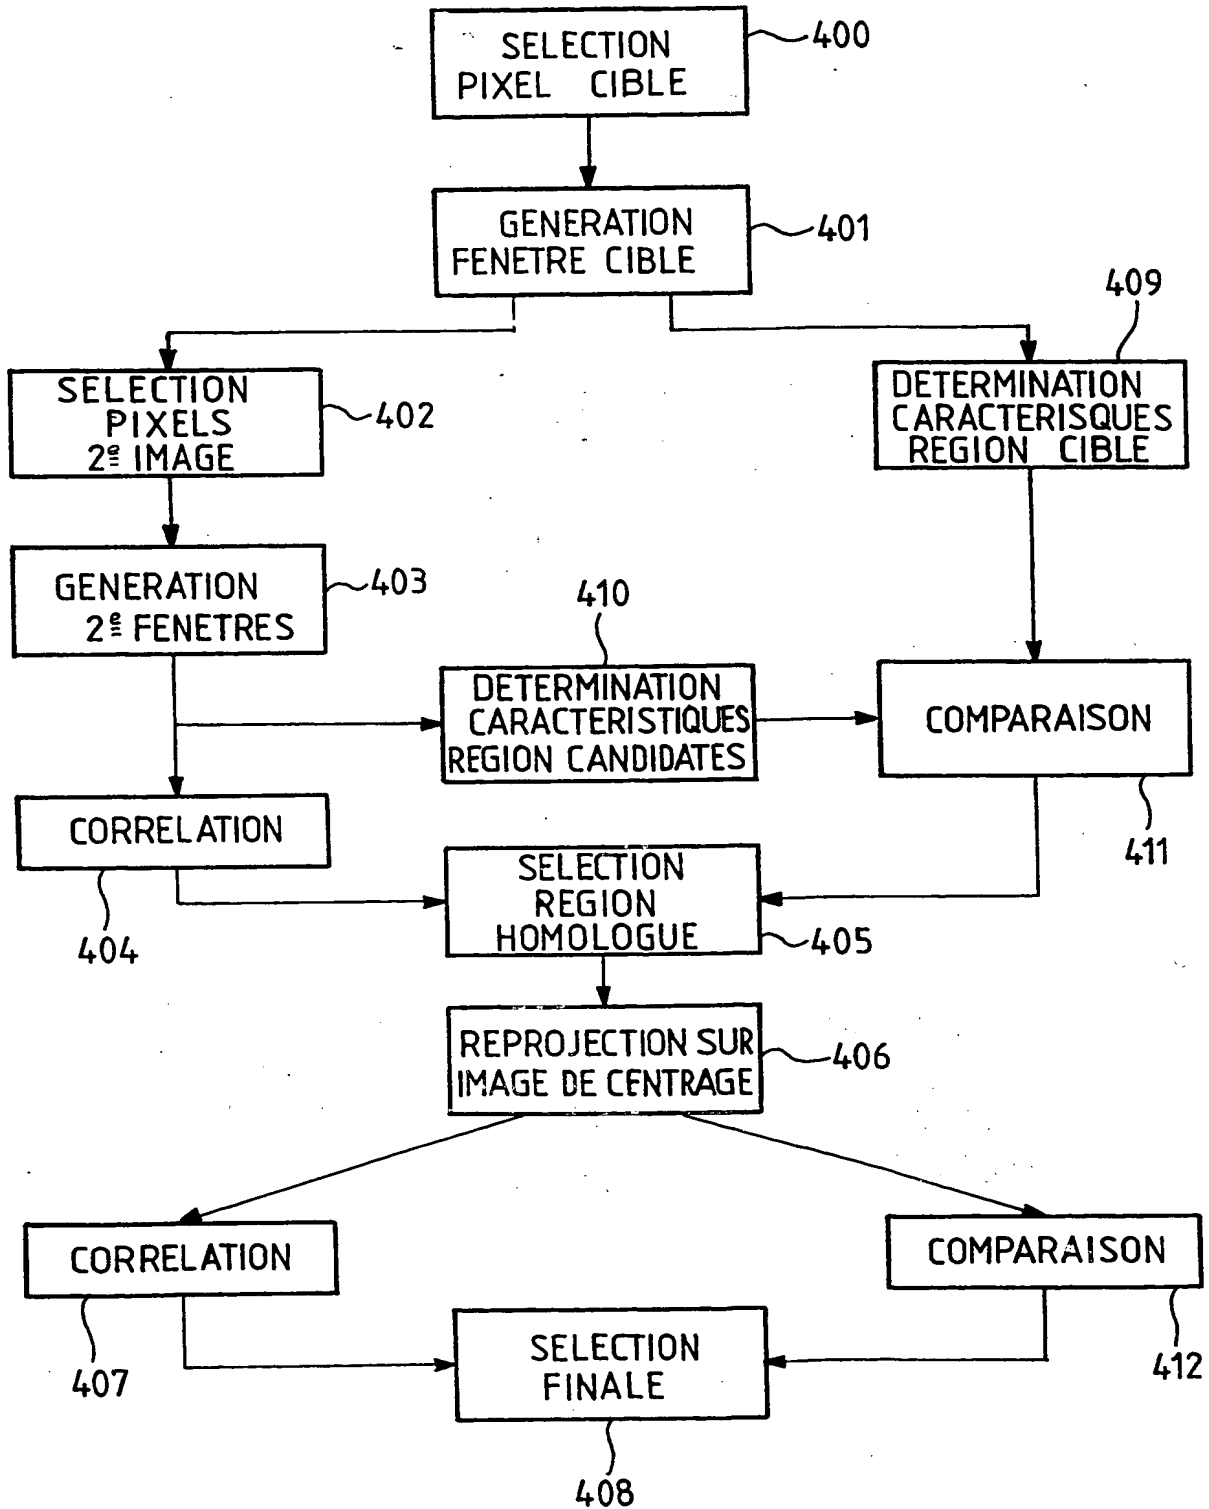 SELECTION
PIXEL CIBLE
400
GENERATION
FENETRE CIBLE
401
409
SELECTION
PIXELS
2e IMAGE
402
DETERMINATION
CARACTERISQUES
REGION CIBLE
GENERATION
2e FENETRES
403
410
DETERMINATION
CARACTERISTIQUES
REGION CANDIDATES
COMPARAISON
411
CORRELATION
404
SELECTION
REGION
HOMOLOGUE
405
REPROJECTION SUR
IMAGE DE CENTRAGE
406
CORRELATION
407
COMPARAISON
412
SELECTION
FINALE
408